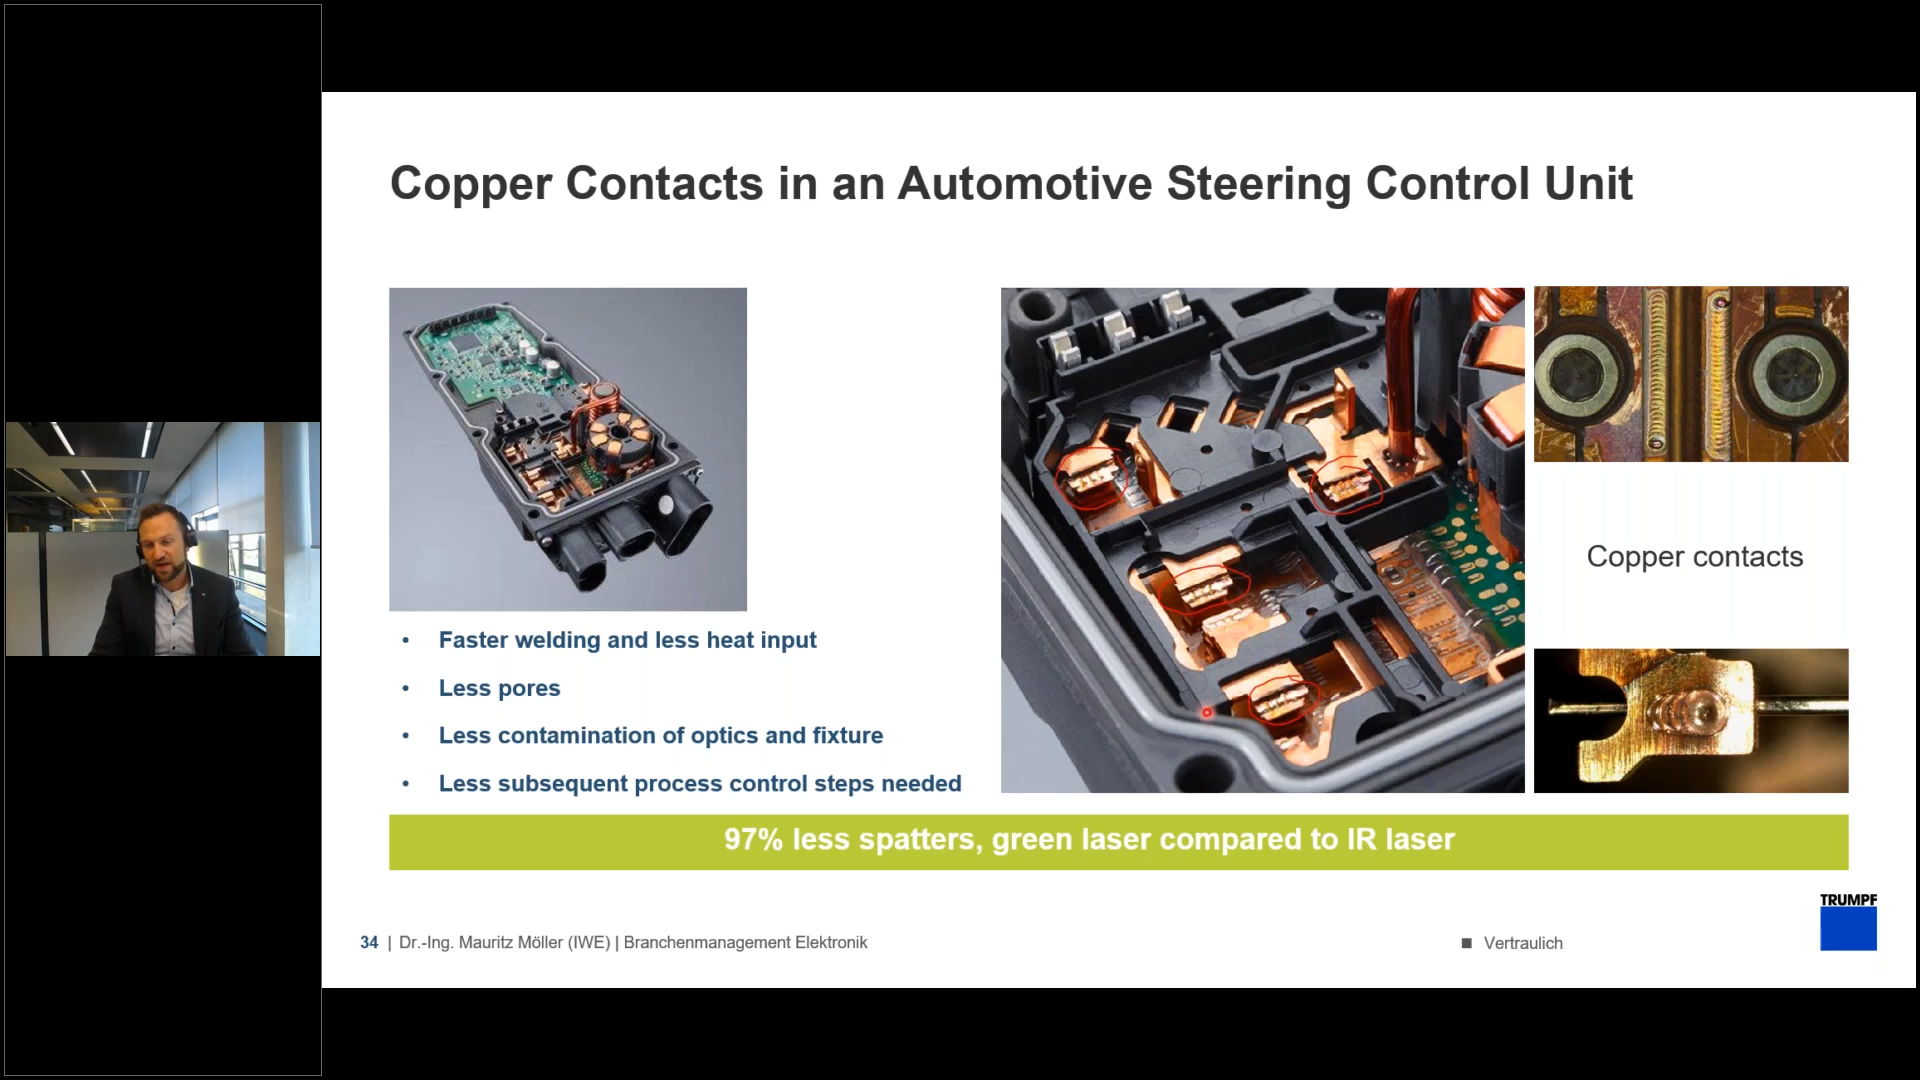 Copper Contacts in an Automotive Steering Control Unit
• Faster welding and less heat input
• Less pores
• Less contamination of optics and fixture
• Less subsequent process control steps needed
Copper contacts
97% less spatters, green laser compared to IR laser
TRUMPF
34 | Dr.-Ing. Mauritz Möller (IWE) | Branchenmanagement Elektronik
■ Vertraulich